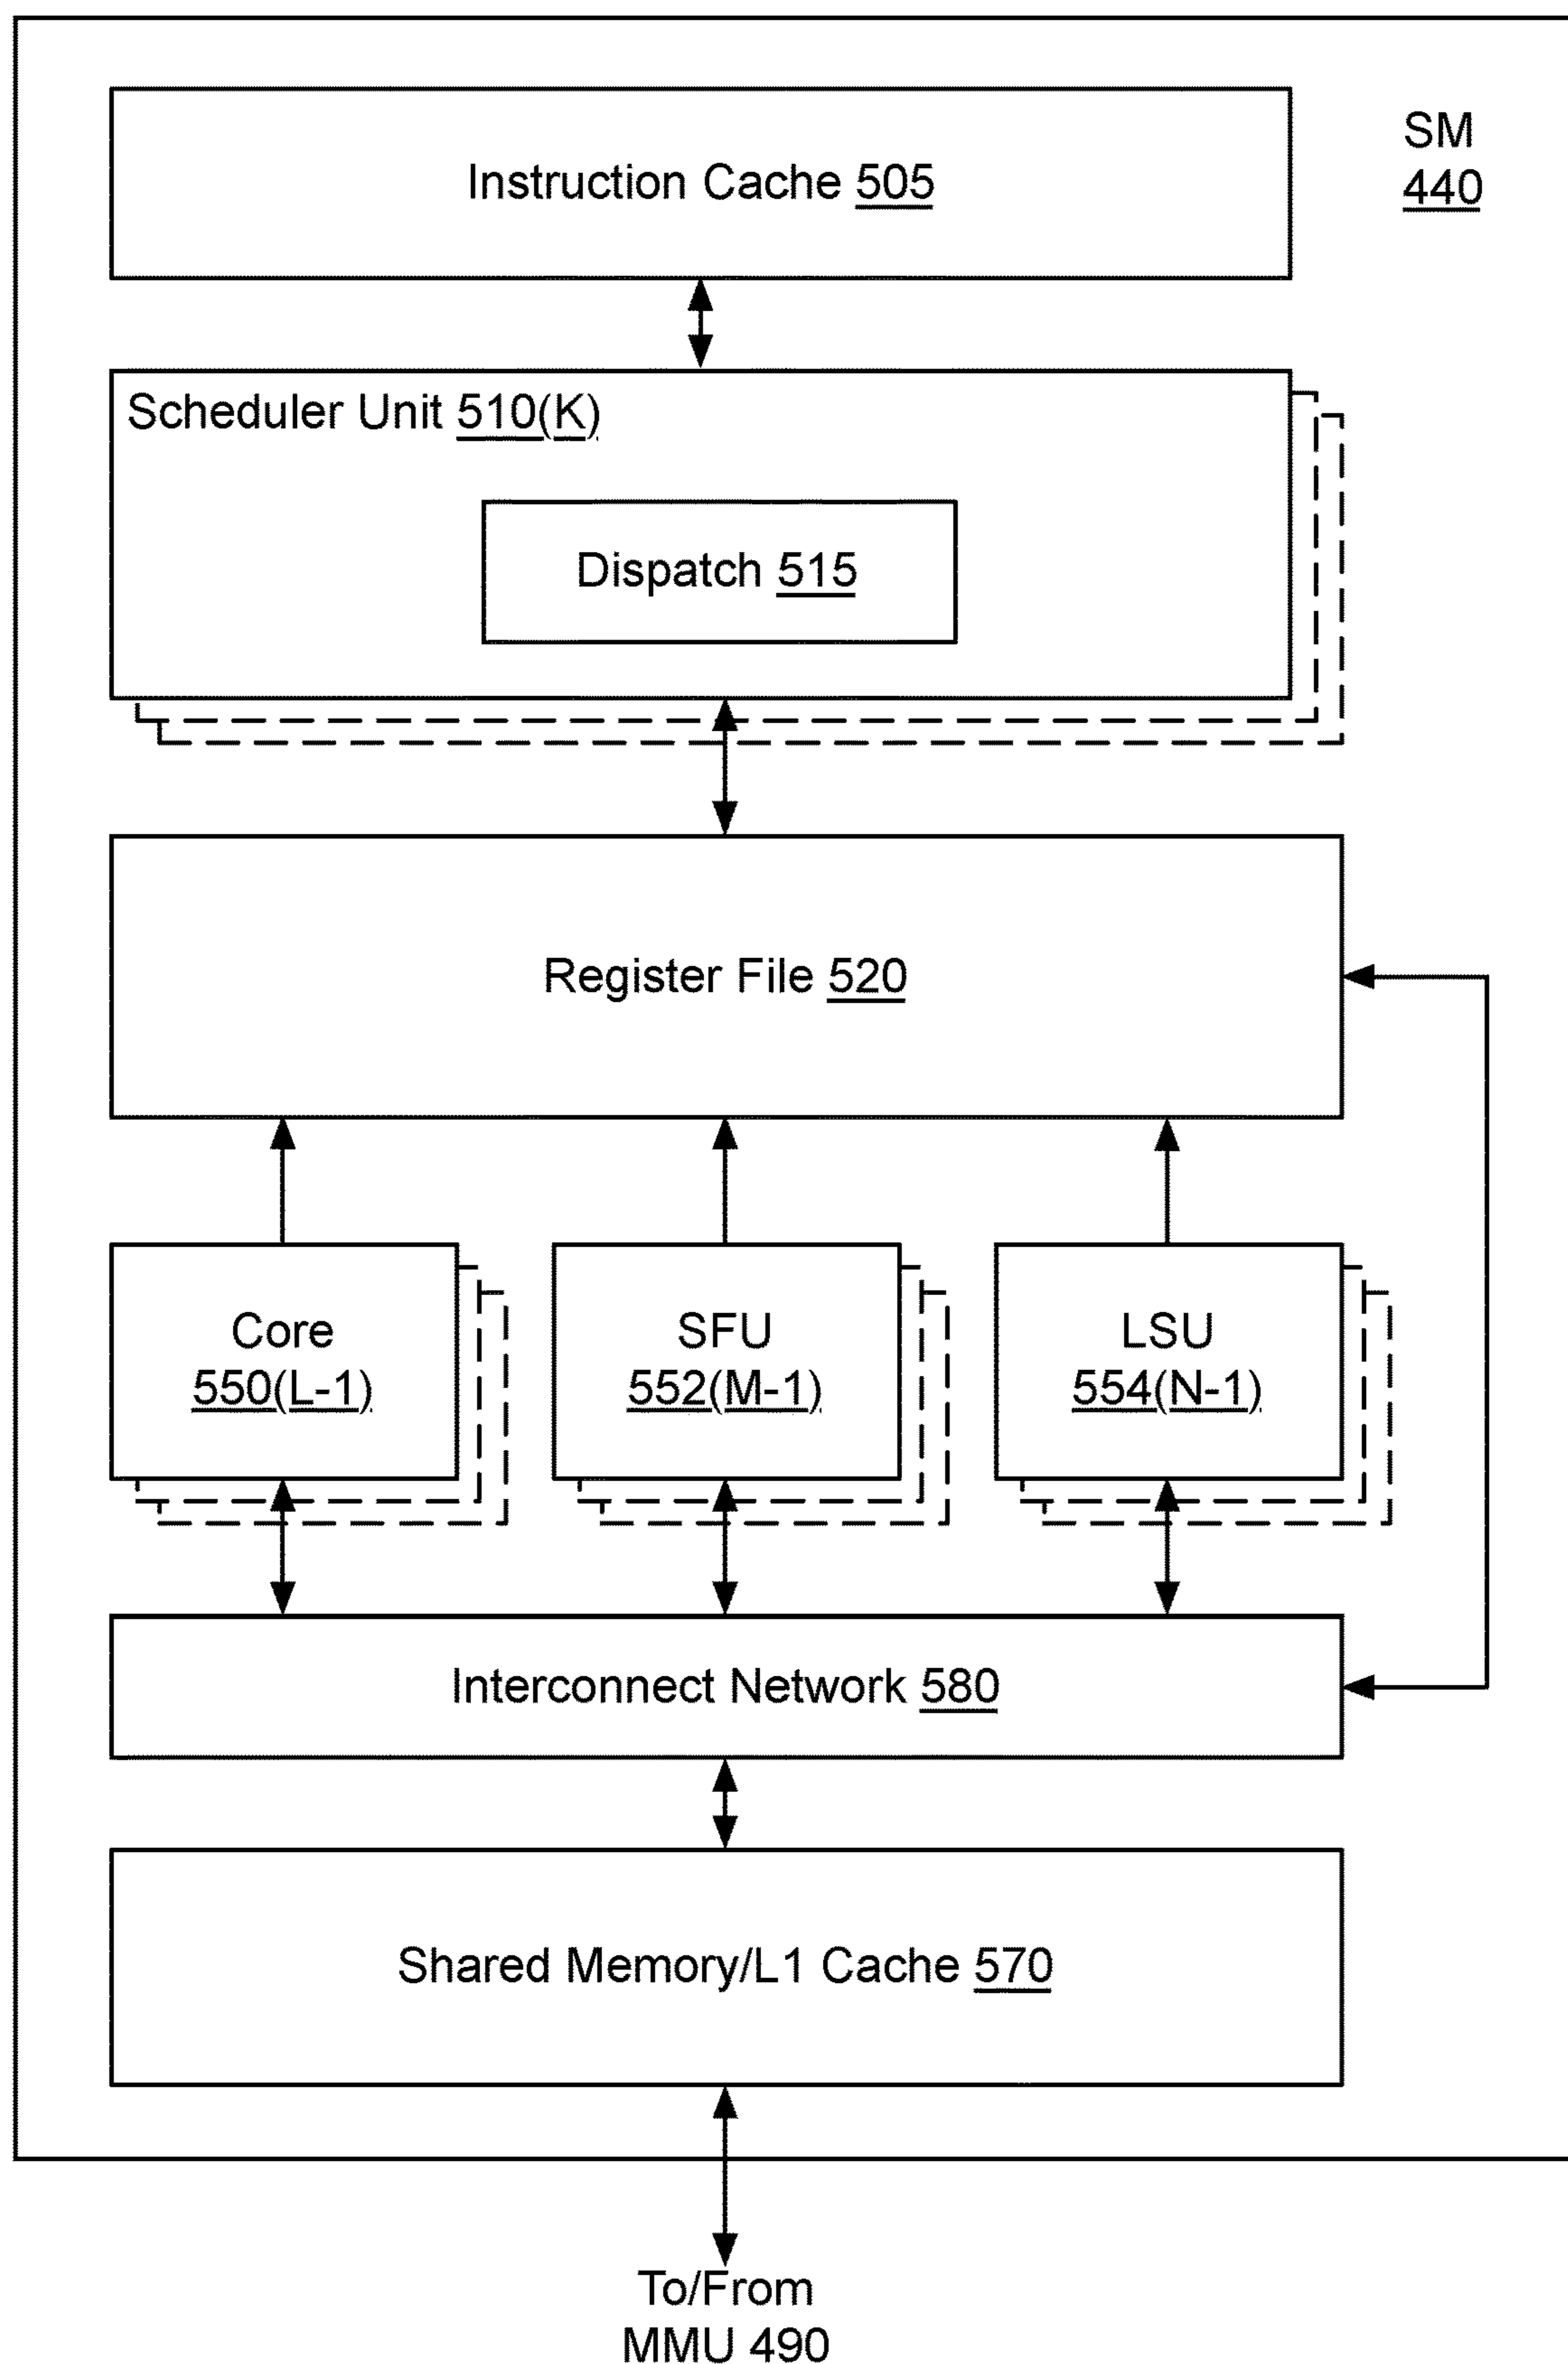 Instruction Cache 505
SM
440
Scheduler Unit 510(K)
Dispatch 515
Register File 520
Core
550(L-1)
SFU
552(M-1)
LSU
554(N-1)
Interconnect Network 580
Shared Memory/L1 Cache 570
To/From
MMU 490